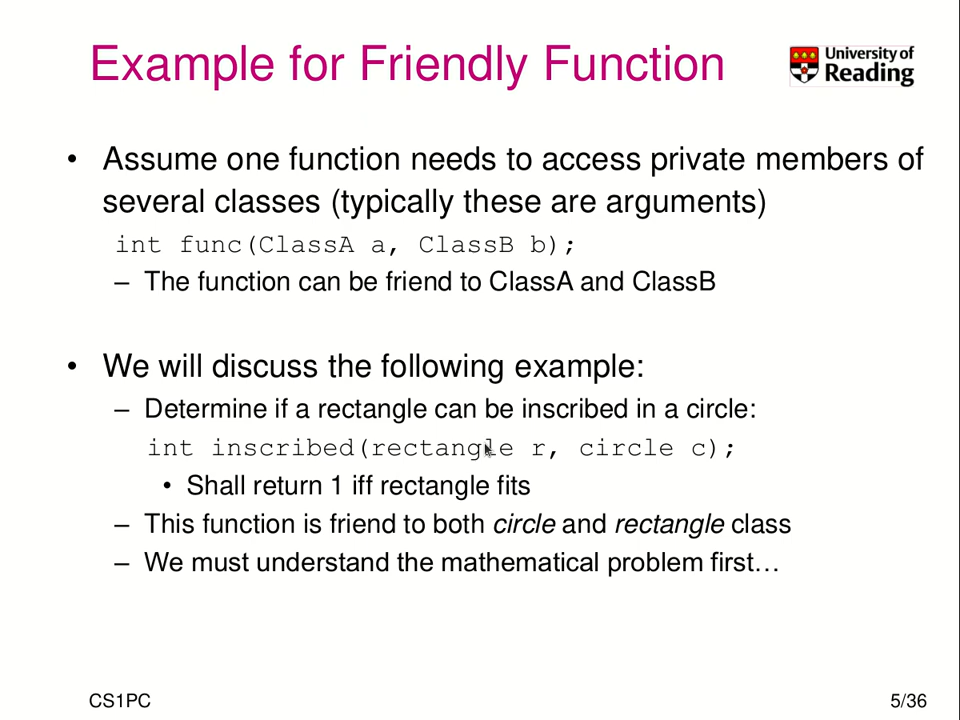 Example for Friendly Function
University of
Reading
• Assume one function needs to access private members of
several classes (typically these are arguments)
int func(ClassA a, ClassB b);
– The function can be friend to ClassA and ClassB
• We will discuss the following example:
– Determine if a rectangle can be inscribed in a circle:
int inscribed(rectangle r, circle c);
• Shall return 1 iff rectangle fits
– This function is friend to both circle and rectangle class
– We must understand the mathematical problem first…
CS1PC
5/36